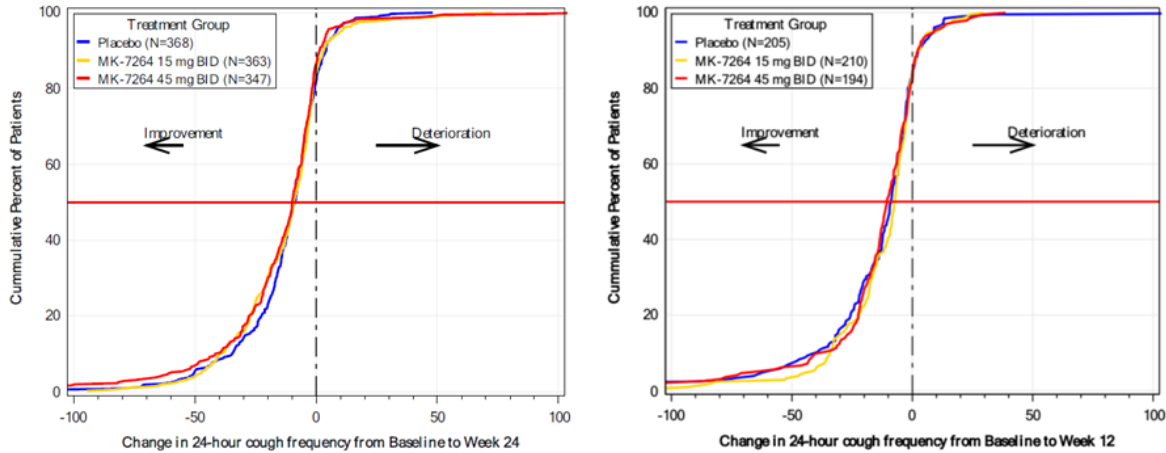 Treatment Group
Placebo (N=368)
MK-7264 15 mg BID (N=363)
MK-7264 45 mg BID (N=347)
Improvement
Deterioration
Cummulative Percent of Patients
100
80
60
40
20
0
-100
-50
0
50
100
Change in 24-hour cough frequency from Baseline to Week 24
Treatment Group
Placebo (N=205)
MK-7264 15 mg BID (N=210)
MK-7264 45 mg BID (N=194)
Improvement
Deterioration
Cummulative Percent of Patients
100
80
60
40
20
0
-100
-50
0
50
100
Change in 24-hour cough frequency from Baseline to Week 12